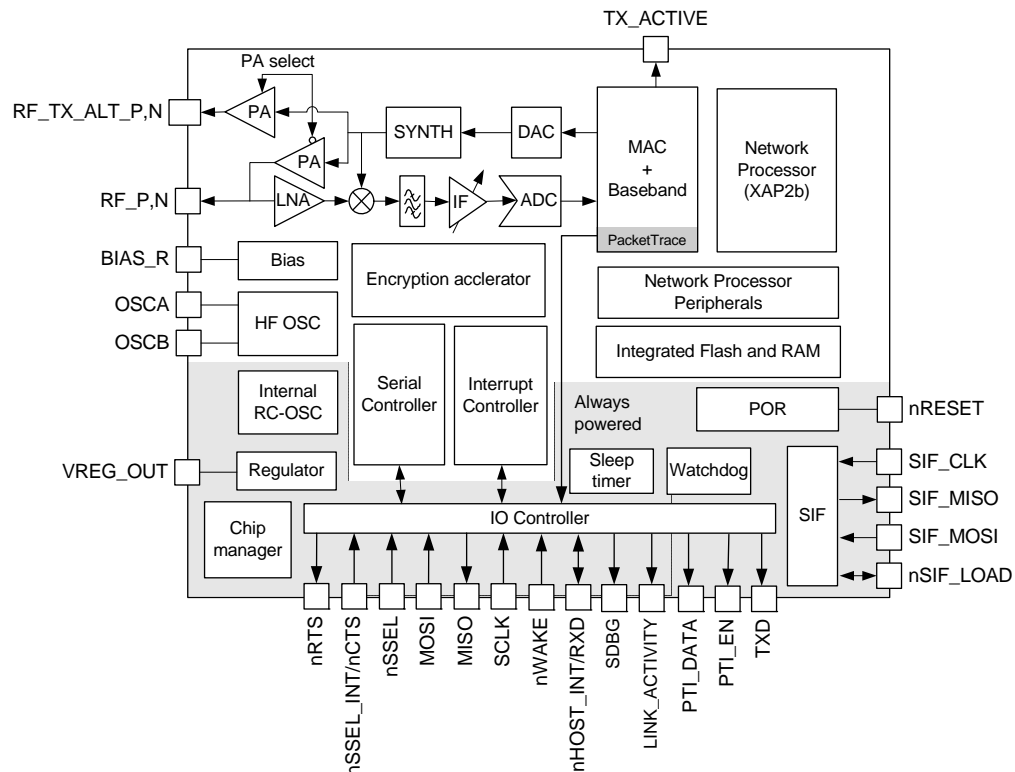 TX_ACTIVE
PA select
RF_TX_ALT_P,N
PA
SYNTH
DAC
MAC
+
Baseband
Network
Processor
(XAP2b)
PA
RF_P,N
LNA
IF
ADC
PacketTrace
BIAS_R
Bias
Encryption acclerator
Network Processor
Peripherals
OSCA
HF OSC
OSCB
Integrated Flash and RAM
Serial
Controller
Interrupt
Controller
Internal
RC-OSC
Always
powered
POR
nRESET
VREG_OUT
Regulator
Sleep
timer
Watchdog
SIF
SIF_CLK
SIF_MISO
SIF_MOSI
nSIF_LOAD
IO Controller
Chip
manager
nRTS
nSSEL_INT/nCTS
nSSEL
MOSI
MISO
SCLK
nWAKE
nHOST_INT/RXD
SDBG
LINK_ACTIVITY
PTI_DATA
PTI_EN
TXD